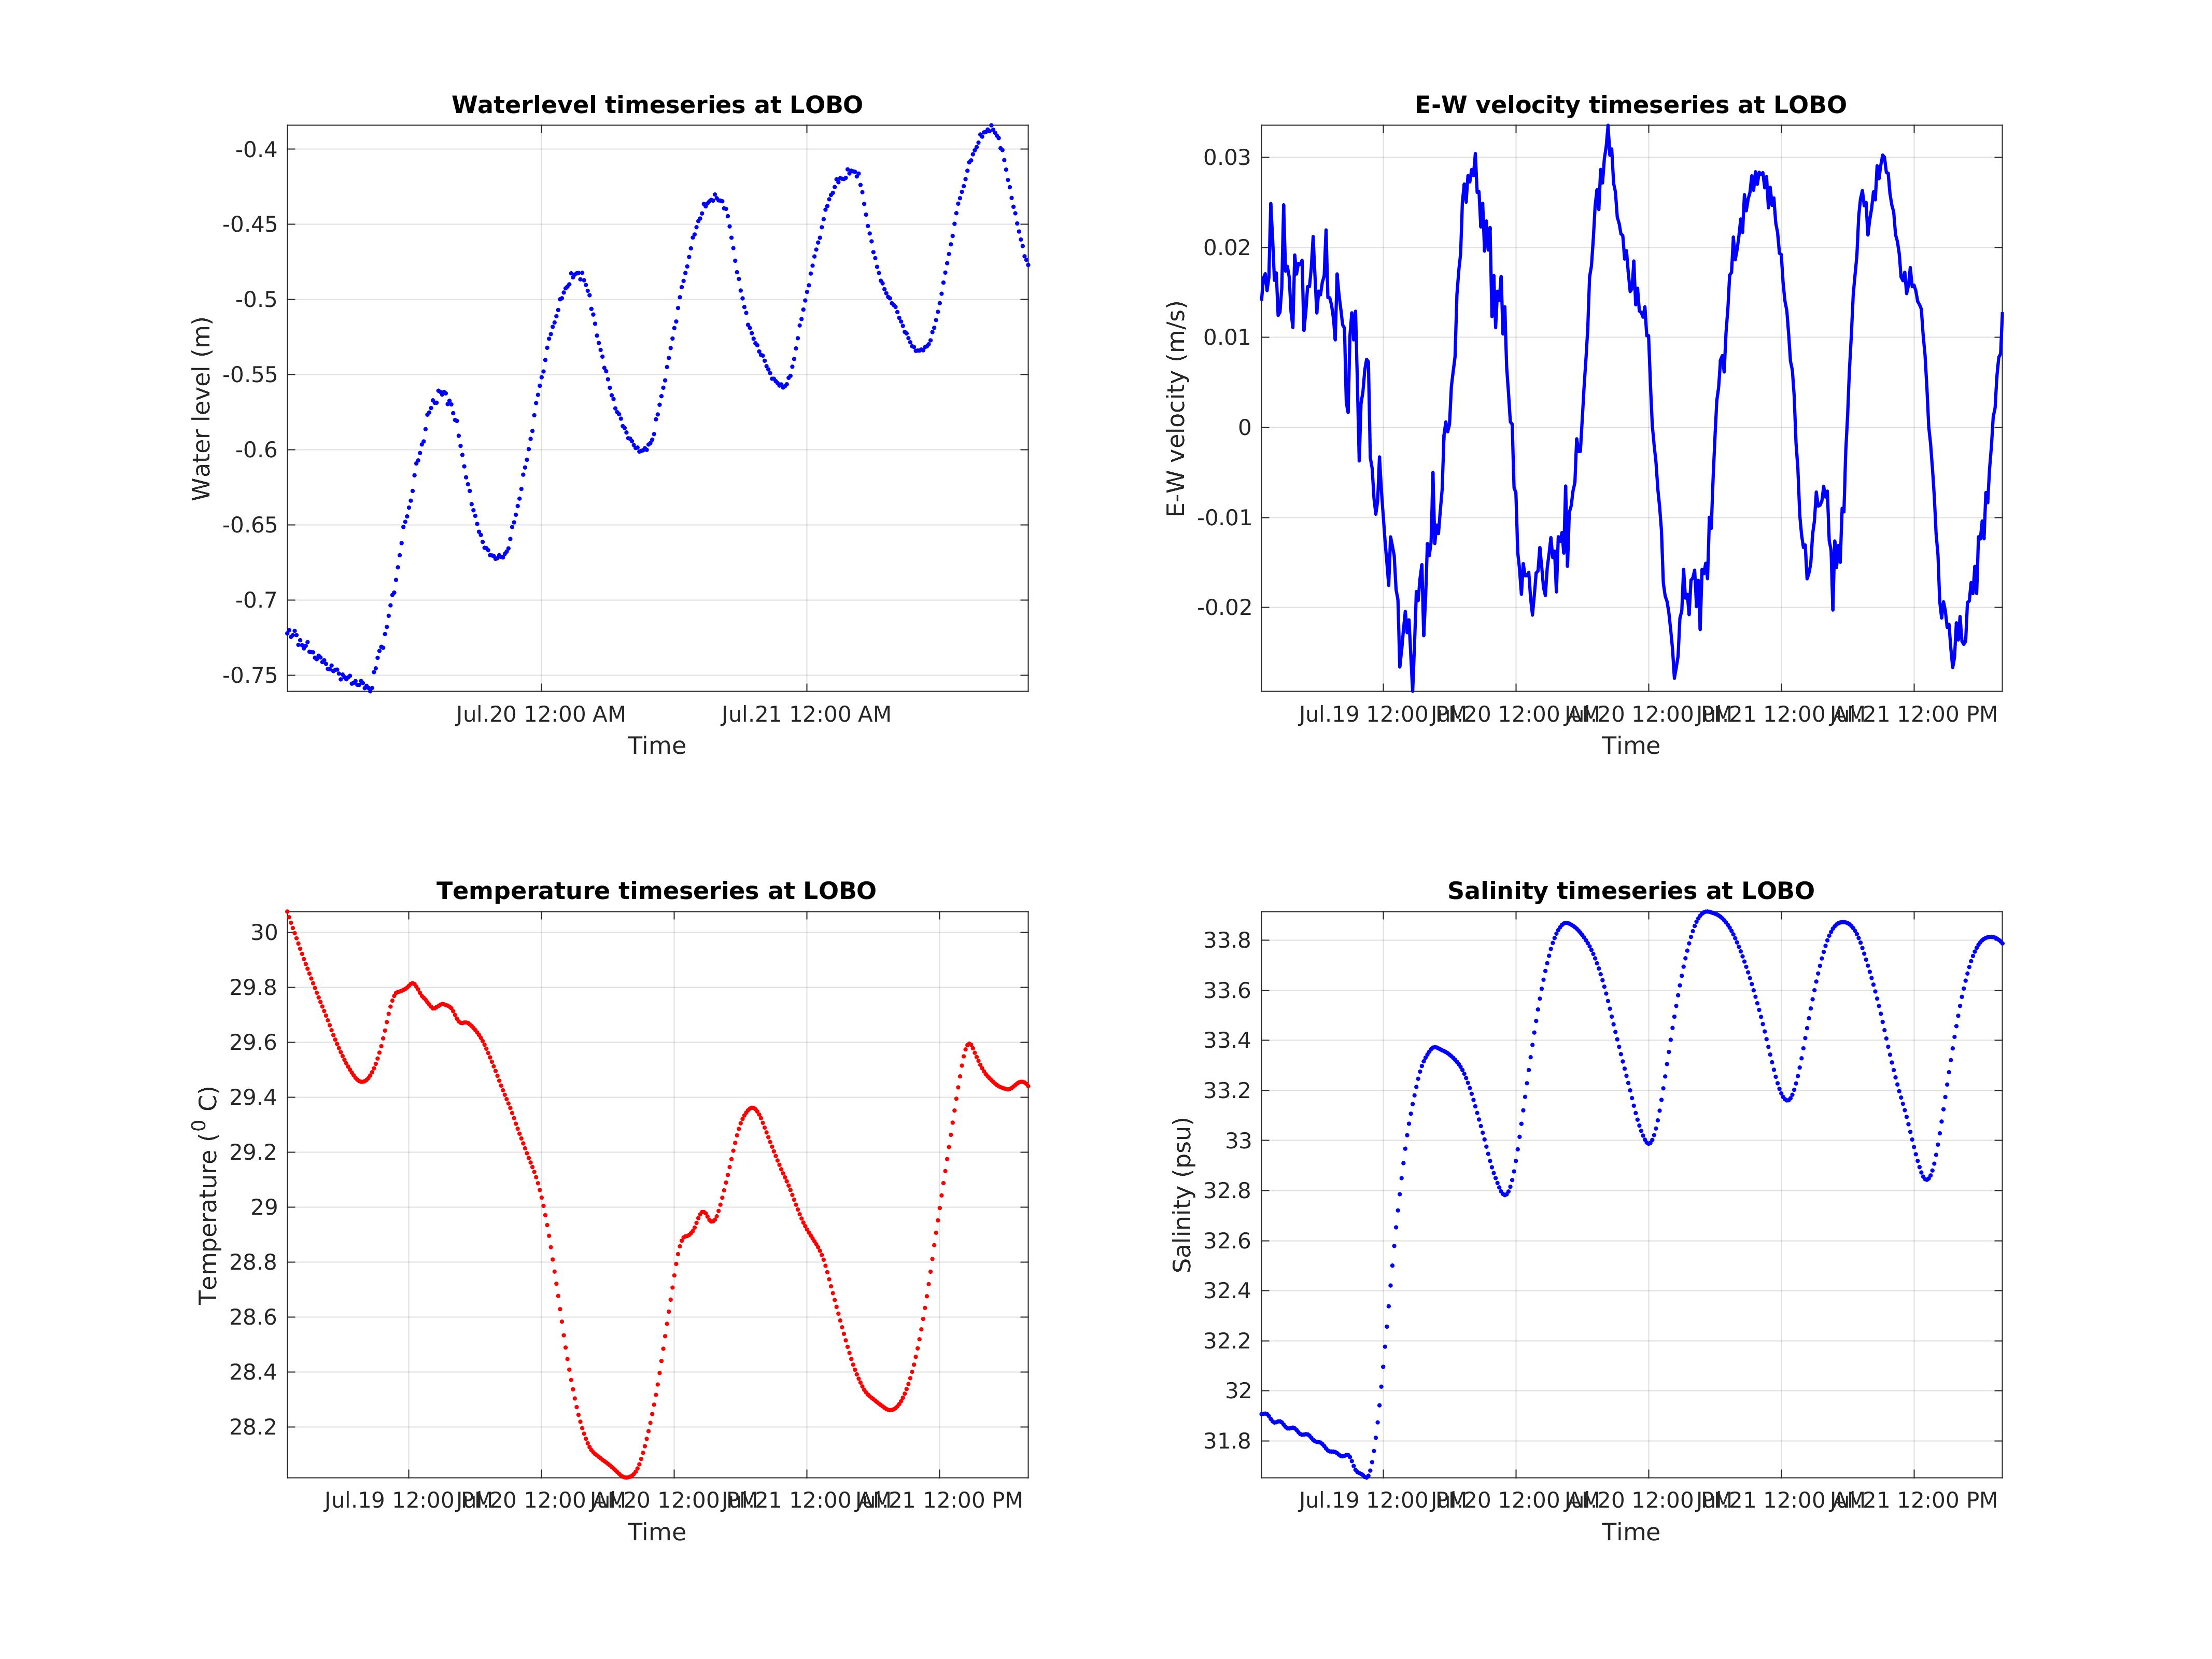 Waterlevel timeseries at LOBO
-0.4
-0.45
-0.5
-0.55
-0.6
-0.65
-0.7
-0.75
Water level (m)
Jul.20 12:00 AM
Jul.21 12:00 AM
Time
E-W velocity timeseries at LOBO
0.03
0.02
0.01
0
-0.01
-0.02
E-W velocity (m/s)
Jul.19 12:00 PM
Jul.20 12:00 AM
Jul.20 12:00 PM
Jul.21 12:00 AM
Jul.21 12:00 PM
Time
Temperature timeseries at LOBO
30
29.8
29.6
29.4
29.2
29
28.8
28.6
28.4
28.2
Temperature (⁰ C)
Jul.19 12:00 PM
Jul.20 12:00 AM
Jul.20 12:00 PM
Jul.21 12:00 AM
Jul.21 12:00 PM
Time
Salinity timeseries at LOBO
33.8
33.6
33.4
33.2
33
32.8
32.6
32.4
32.2
32
31.8
Salinity (psu)
Jul.19 12:00 PM
Jul.20 12:00 AM
Jul.20 12:00 PM
Jul.21 12:00 AM
Jul.21 12:00 PM
Time